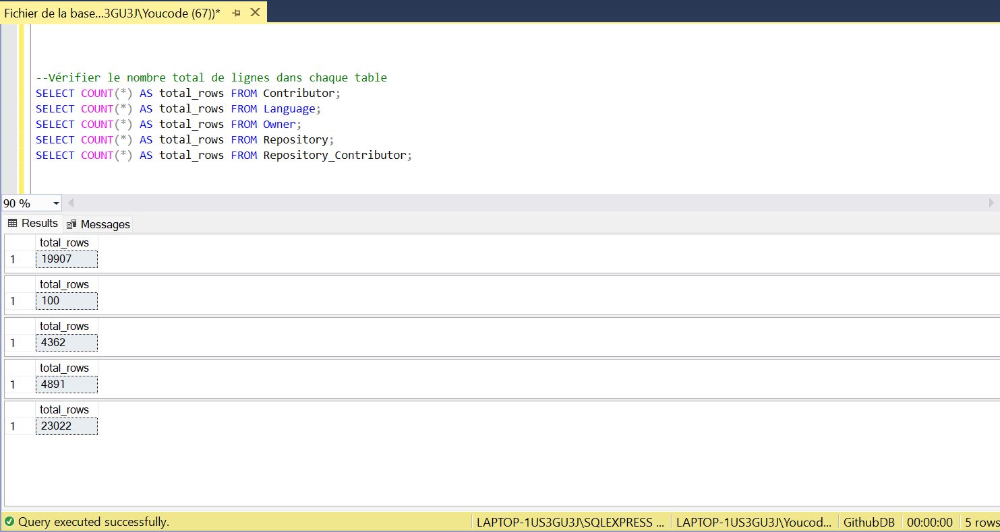 Fichier de la base...3GU3J\Youcode (67))*
--Vérifier le nombre total de lignes dans chaque table
SELECT COUNT(*) AS total_rows FROM Contributor;
SELECT COUNT(*) AS total_rows FROM Language;
SELECT COUNT(*) AS total_rows FROM Owner;
SELECT COUNT(*) AS total_rows FROM Repository;
SELECT COUNT(*) AS total_rows FROM Repository_Contributor;
90 %
Results Messages
total_rows
1 19907
total_rows
1 100
total_rows
1 4362
total_rows
1 4891
total_rows
1 23022
Query executed successfully. LAPTOP-1US3GU3J\SQLEXPRESS ... LAPTOP-1US3GU3J\Youcod... GithubDB 00:00:00 5 rows